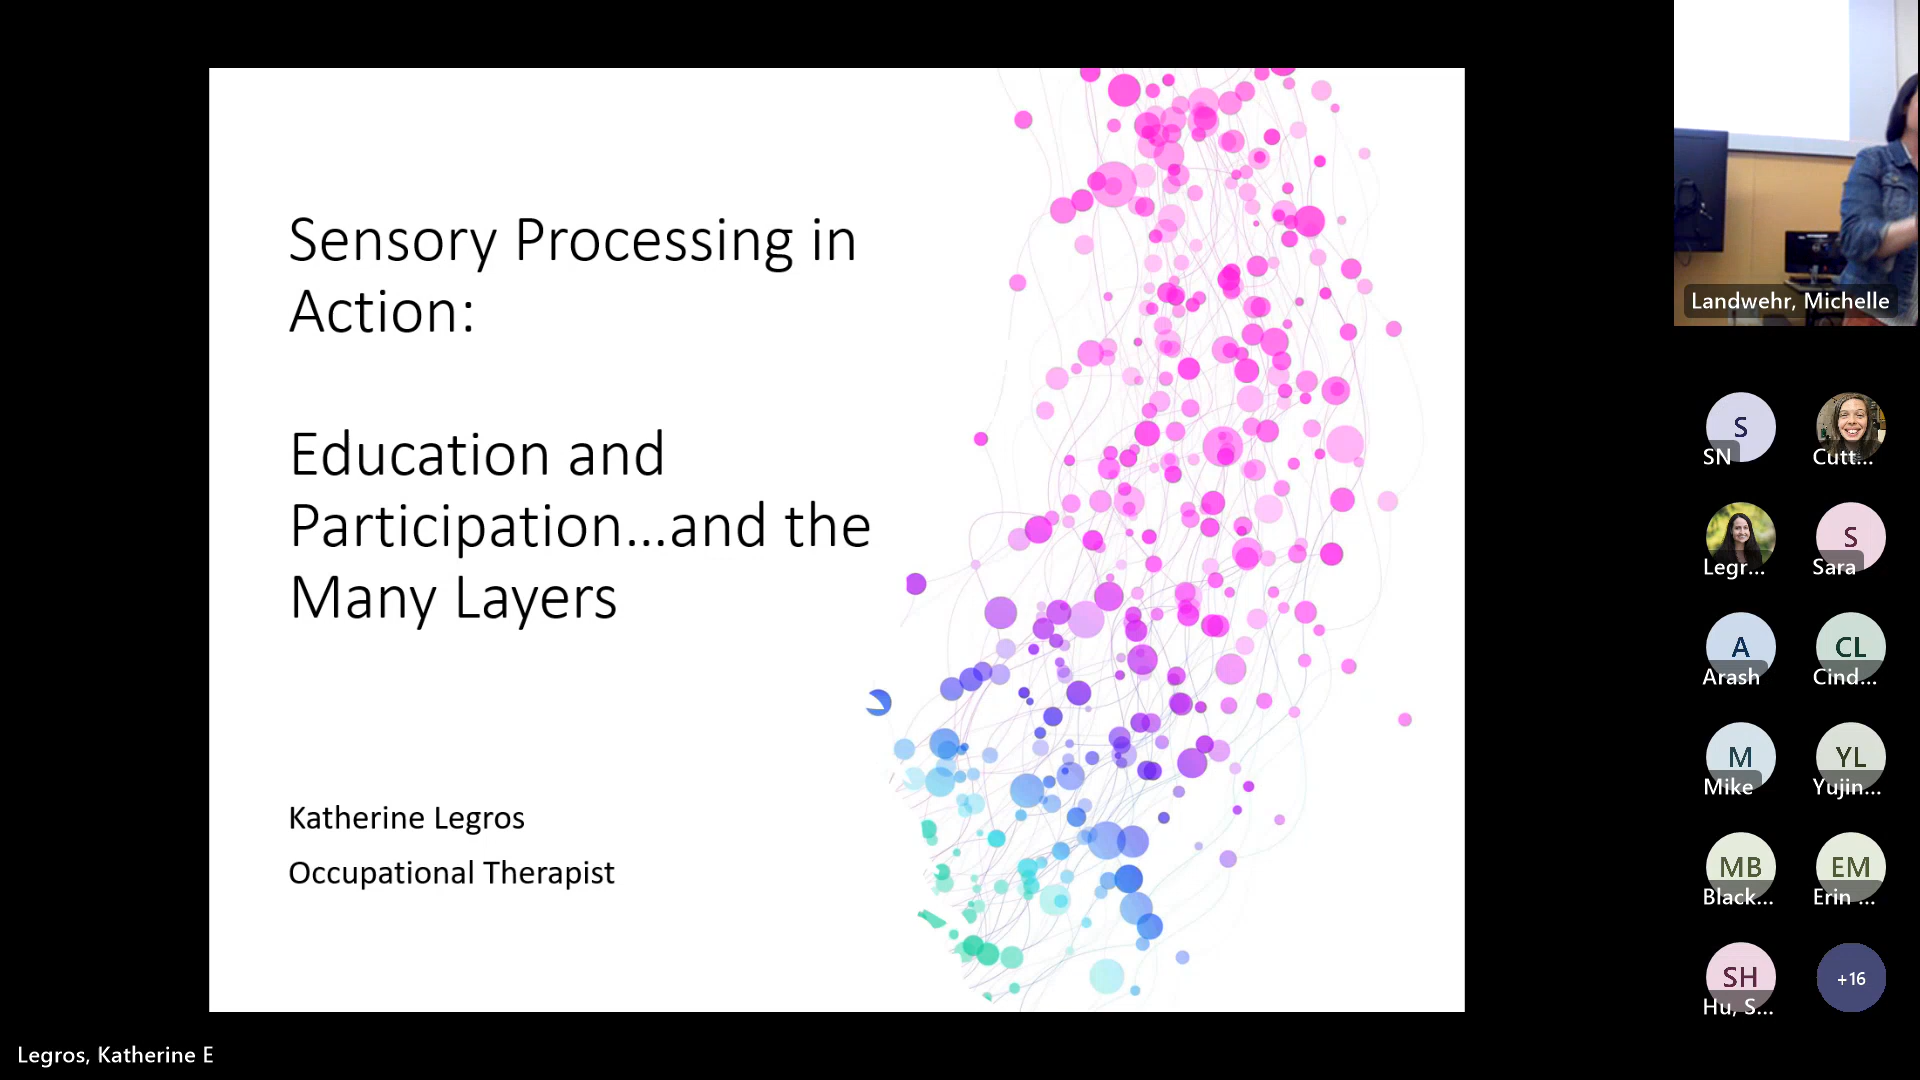 Sensory Processing in
Action:
Education and
Participation...and the
Many Layers
Katherine Legros
Occupational Therapist
Legros, Katherine E
Landwehr, Michelle
S
SN
Cutt...
Legr...
S
Sara
A
Arash
CL
Cind...
M
Mike
YL
Yujin...
MB
Black...
EM
Erin ...
SH
Hu, S...
+16